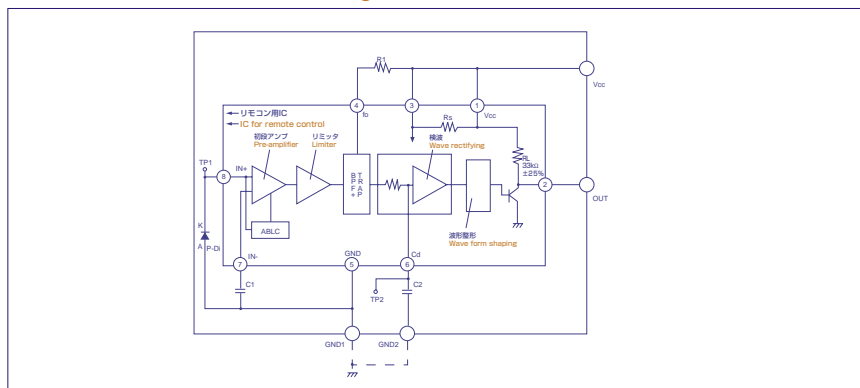 R1
Vcc
4
fo
3
1
Vcc
← リモコン用IC
← IC for remote control
Rs
初段アンプ
Pre-amplifier
リミッタ
Limiter
検波
Wave rectifying
RL
33kΩ
±25%
TP1
8
IN+
BPF+
TRAP
2
OUT
ABLC
波形整形
Wave form shaping
K
A
P-Di
7
IN-
GND
5
6
Cd
C1
TP2
C2
GND1
GND2